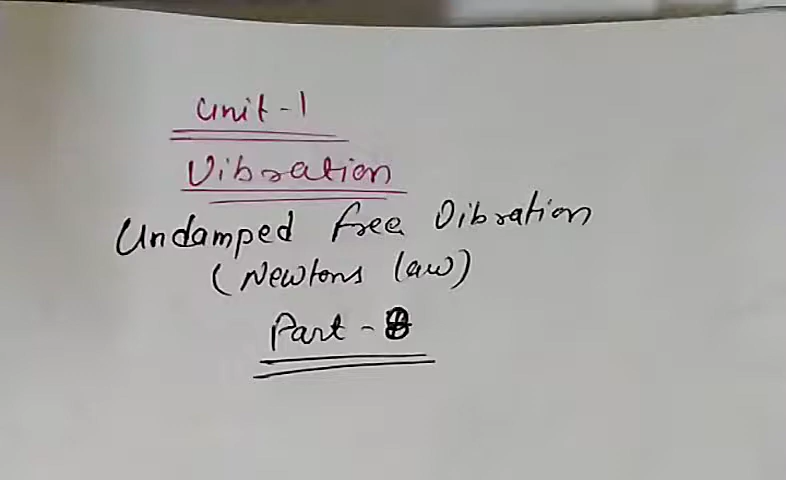 Unit-1
Vibration
Undamped free Vibration
(Newtons law)
Part -